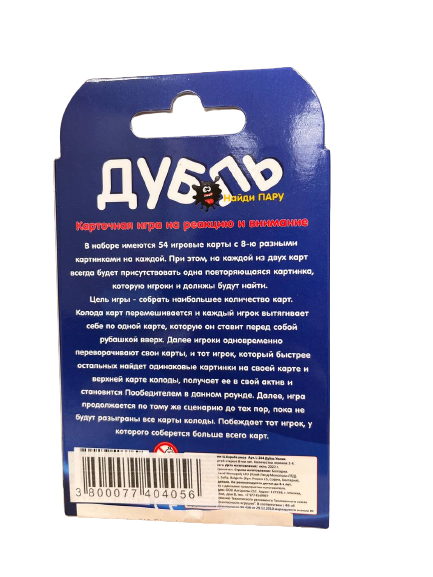 ДУБЛЬ
Найди ПАРУ
Карточная игра на реакцию и внимание
В наборе имеются 54 игровые карты с 8-ю разными
картинками на каждой. При этом, на каждой из двух карт
всегда будет присутствовать одна повторяющаяся картинка,
которую игроки и должны будут найти.
Цель игры - собрать наибольшее количество карт.
Колода карт перемешивается и каждый игрок вытягивает
себе по одной карте, которую он ставит перед собой
рубашкой вверх. Далее игроки одновременно
переворачивают свои карты, и тот игрок, который быстрее
остальных найдет одинаковые картинки на своей карте и
верхней карте колоды, получает ее в свой актив и
становится Пообедителем в данном раунде. Далее, игра
продолжается по тому же сценарию до тех пор, пока не
будут разыграны все карты колоды. Побеждает тот игрок, у
которого соберется больше всего карт.
3 800077 404056